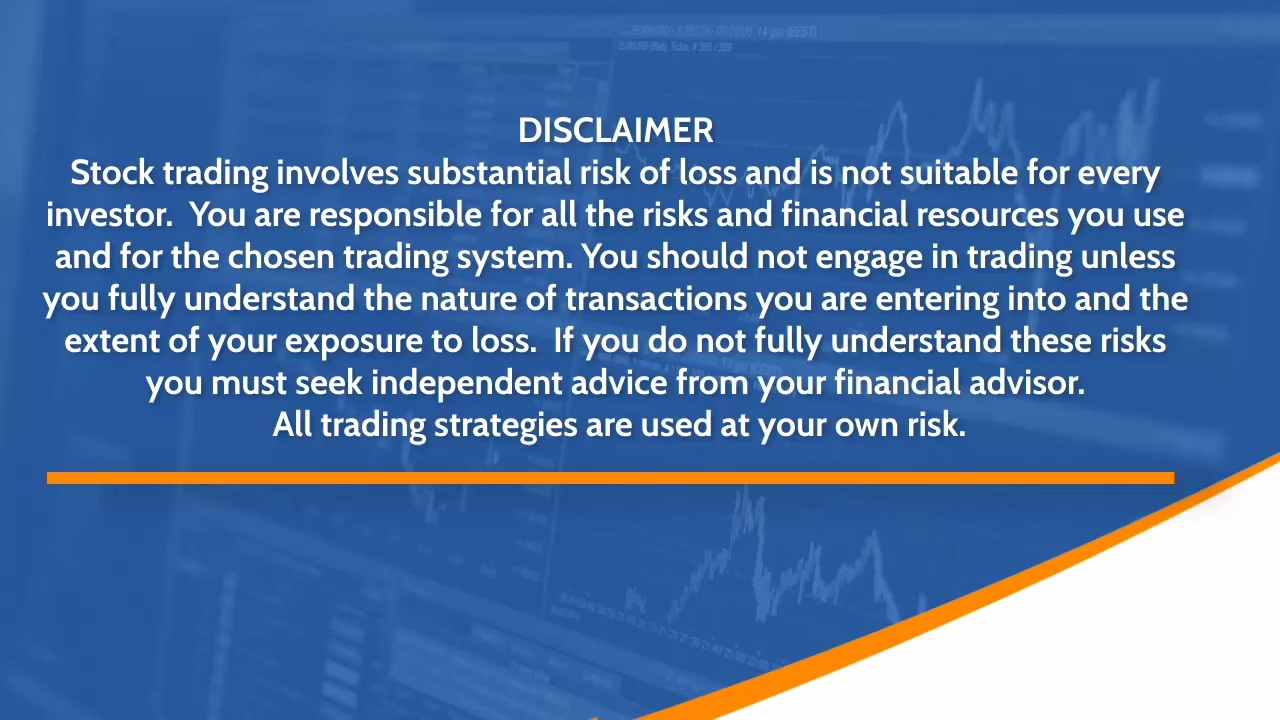 DISCLAIMER
Stock trading involves substantial risk of loss and is not suitable for every
investor.  You are responsible for all the risks and financial resources you use
and for the chosen trading system. You should not engage in trading unless
you fully understand the nature of transactions you are entering into and the
extent of your exposure to loss.  If you do not fully understand these risks
you must seek independent advice from your financial advisor.
All trading strategies are used at your own risk.